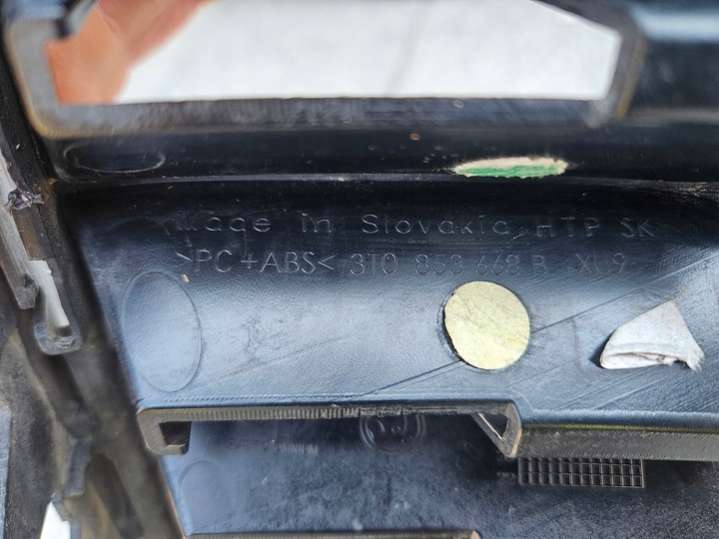 Made in Slovakia, HTP SK
>PC+ABS< 3T0 853 668 B